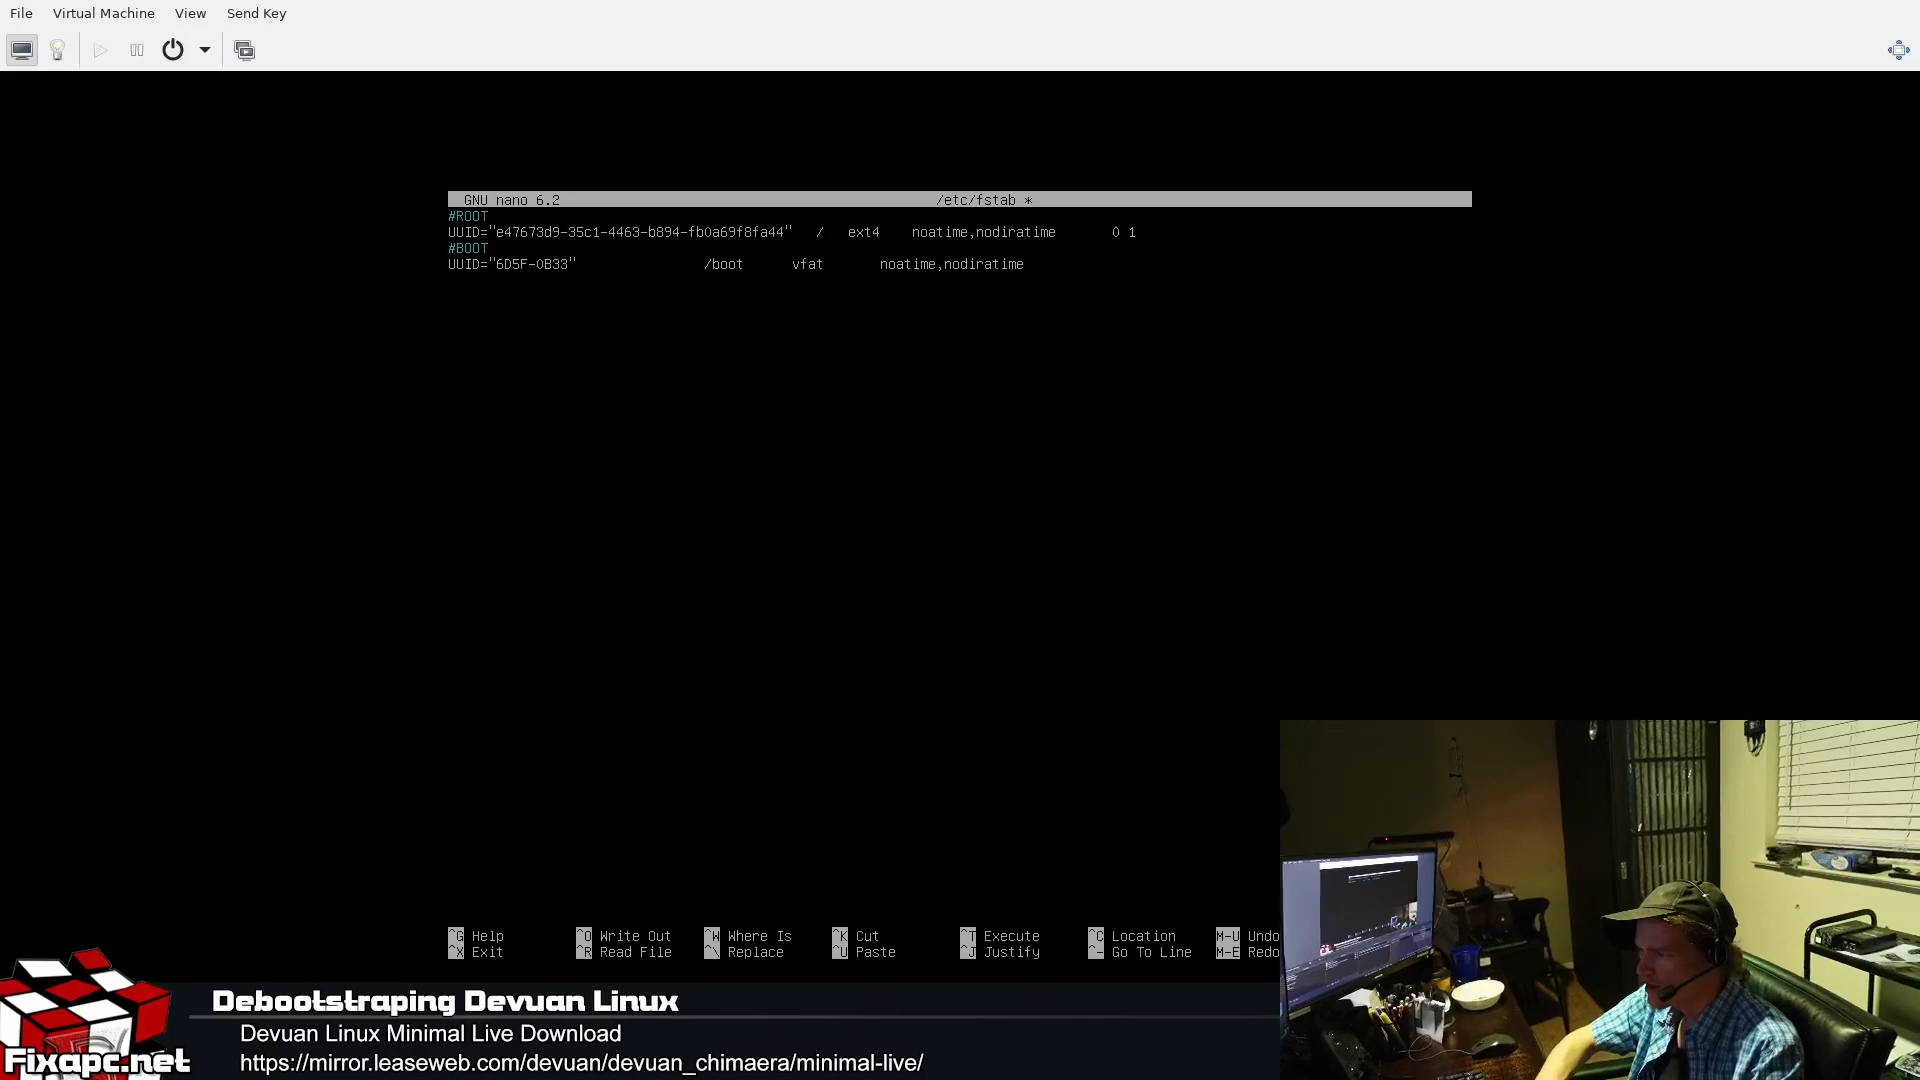 File Virtual Machine View Send Key
GNU nano 6.2 /etc/fstab *
#ROOT
UUID="e47673d9-35c1-4463-b894-fb0a69f8fa44" / ext4 noatime,nodiratime 0 1
#BOOT
UUID="6D5F-0B33" /boot vfat noatime,nodiratime
^G Help ^O Write Out ^W Where Is ^K Cut ^T Execute ^C Location M-U Undo
^X Exit ^R Read File ^\ Replace ^U Paste ^J Justify ^- Go To Line M-E Redo
Debootstraping Devuan Linux
Devuan Linux Minimal Live Download
https://mirror.leaseweb.com/devuan/devuan_chimaera/minimal-live/
Fixapc.net